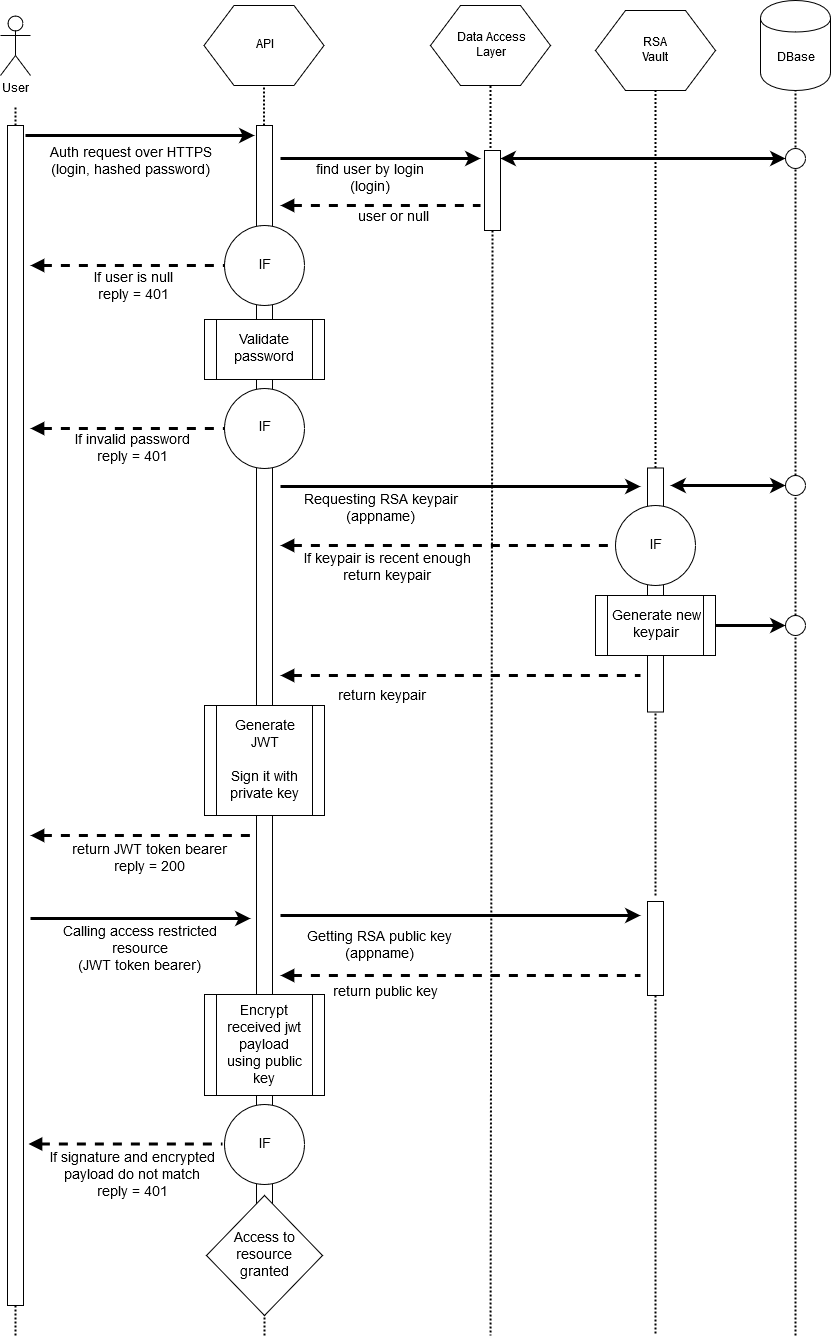 User
API
Data Access
Layer
RSA
Vault
DBase
Auth request over HTTPS
(login, hashed password)
find user by login
(login)
user or null
IF
If user is null
reply = 401
Validate
password
IF
If invalid password
reply = 401
Requesting RSA keypair
(appname)
IF
If keypair is recent enough
return keypair
Generate new
keypair
return keypair
Generate
JWT
Sign it with
private key
return JWT token bearer
reply = 200
Calling access restricted
resource
(JWT token bearer)
Getting RSA public key
(appname)
return public key
Encrypt
received jwt
payload
using public
key
IF
If signature and encrypted
payload do not match
reply = 401
Access to
resource
granted